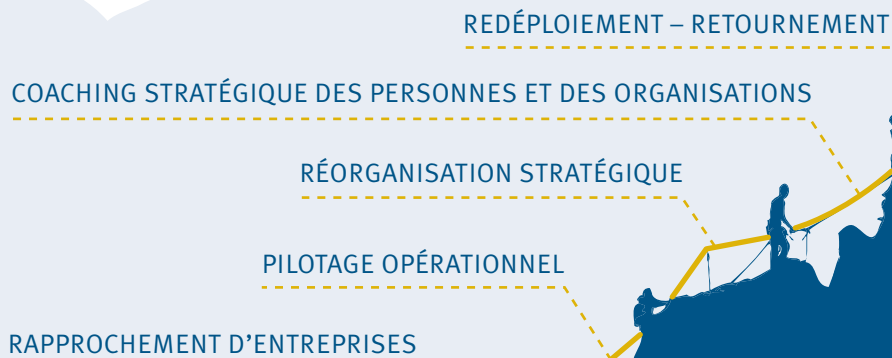 REDÉPLOIEMENT – RETOURNEMENT
COACHING STRATÉGIQUE DES PERSONNES ET DES ORGANISATIONS
RÉORGANISATION STRATÉGIQUE
PILOTAGE OPÉRATIONNEL
RAPPROCHEMENT D'ENTREPRISES